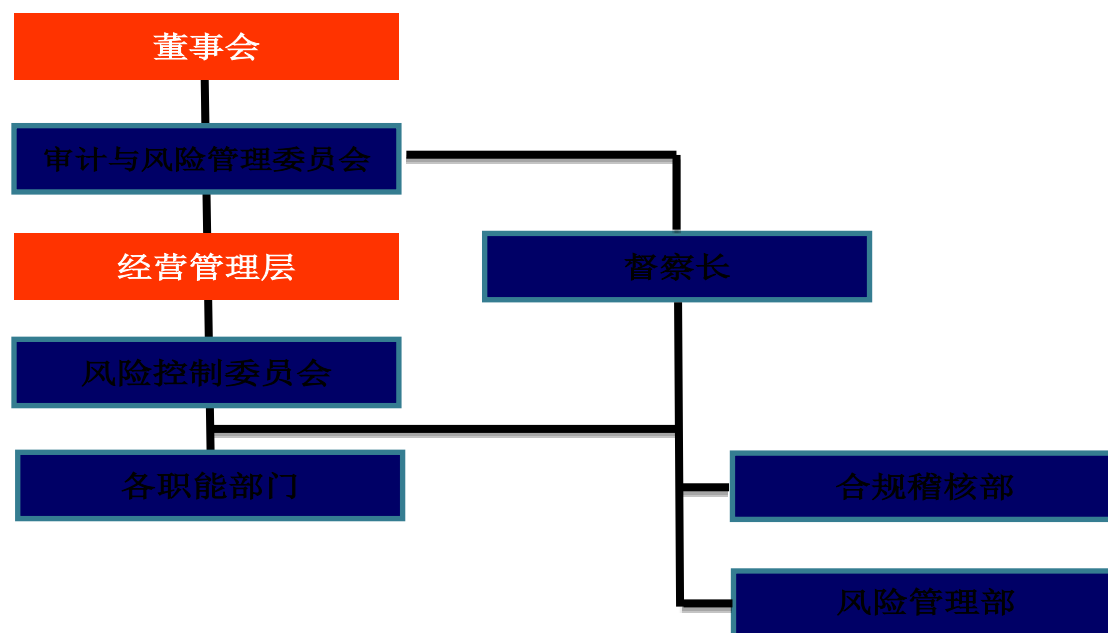 董事会
审计与风险管理委员会
经营管理层
督察长
风险控制委员会
各职能部门
合规稽核部
风险管理部